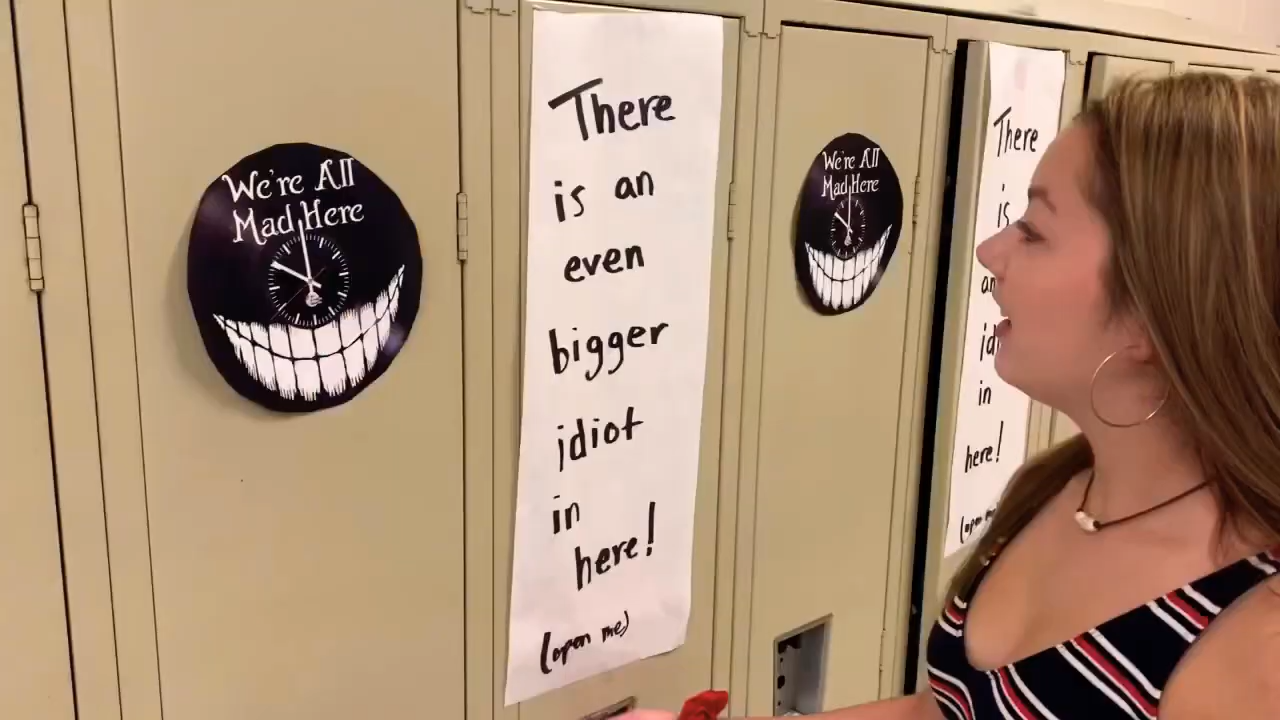 We're All
Mad Here
There
is an
even
bigger
idiot
in
here!
(open me)
We're All
Mad Here
There
is
an
in
here!